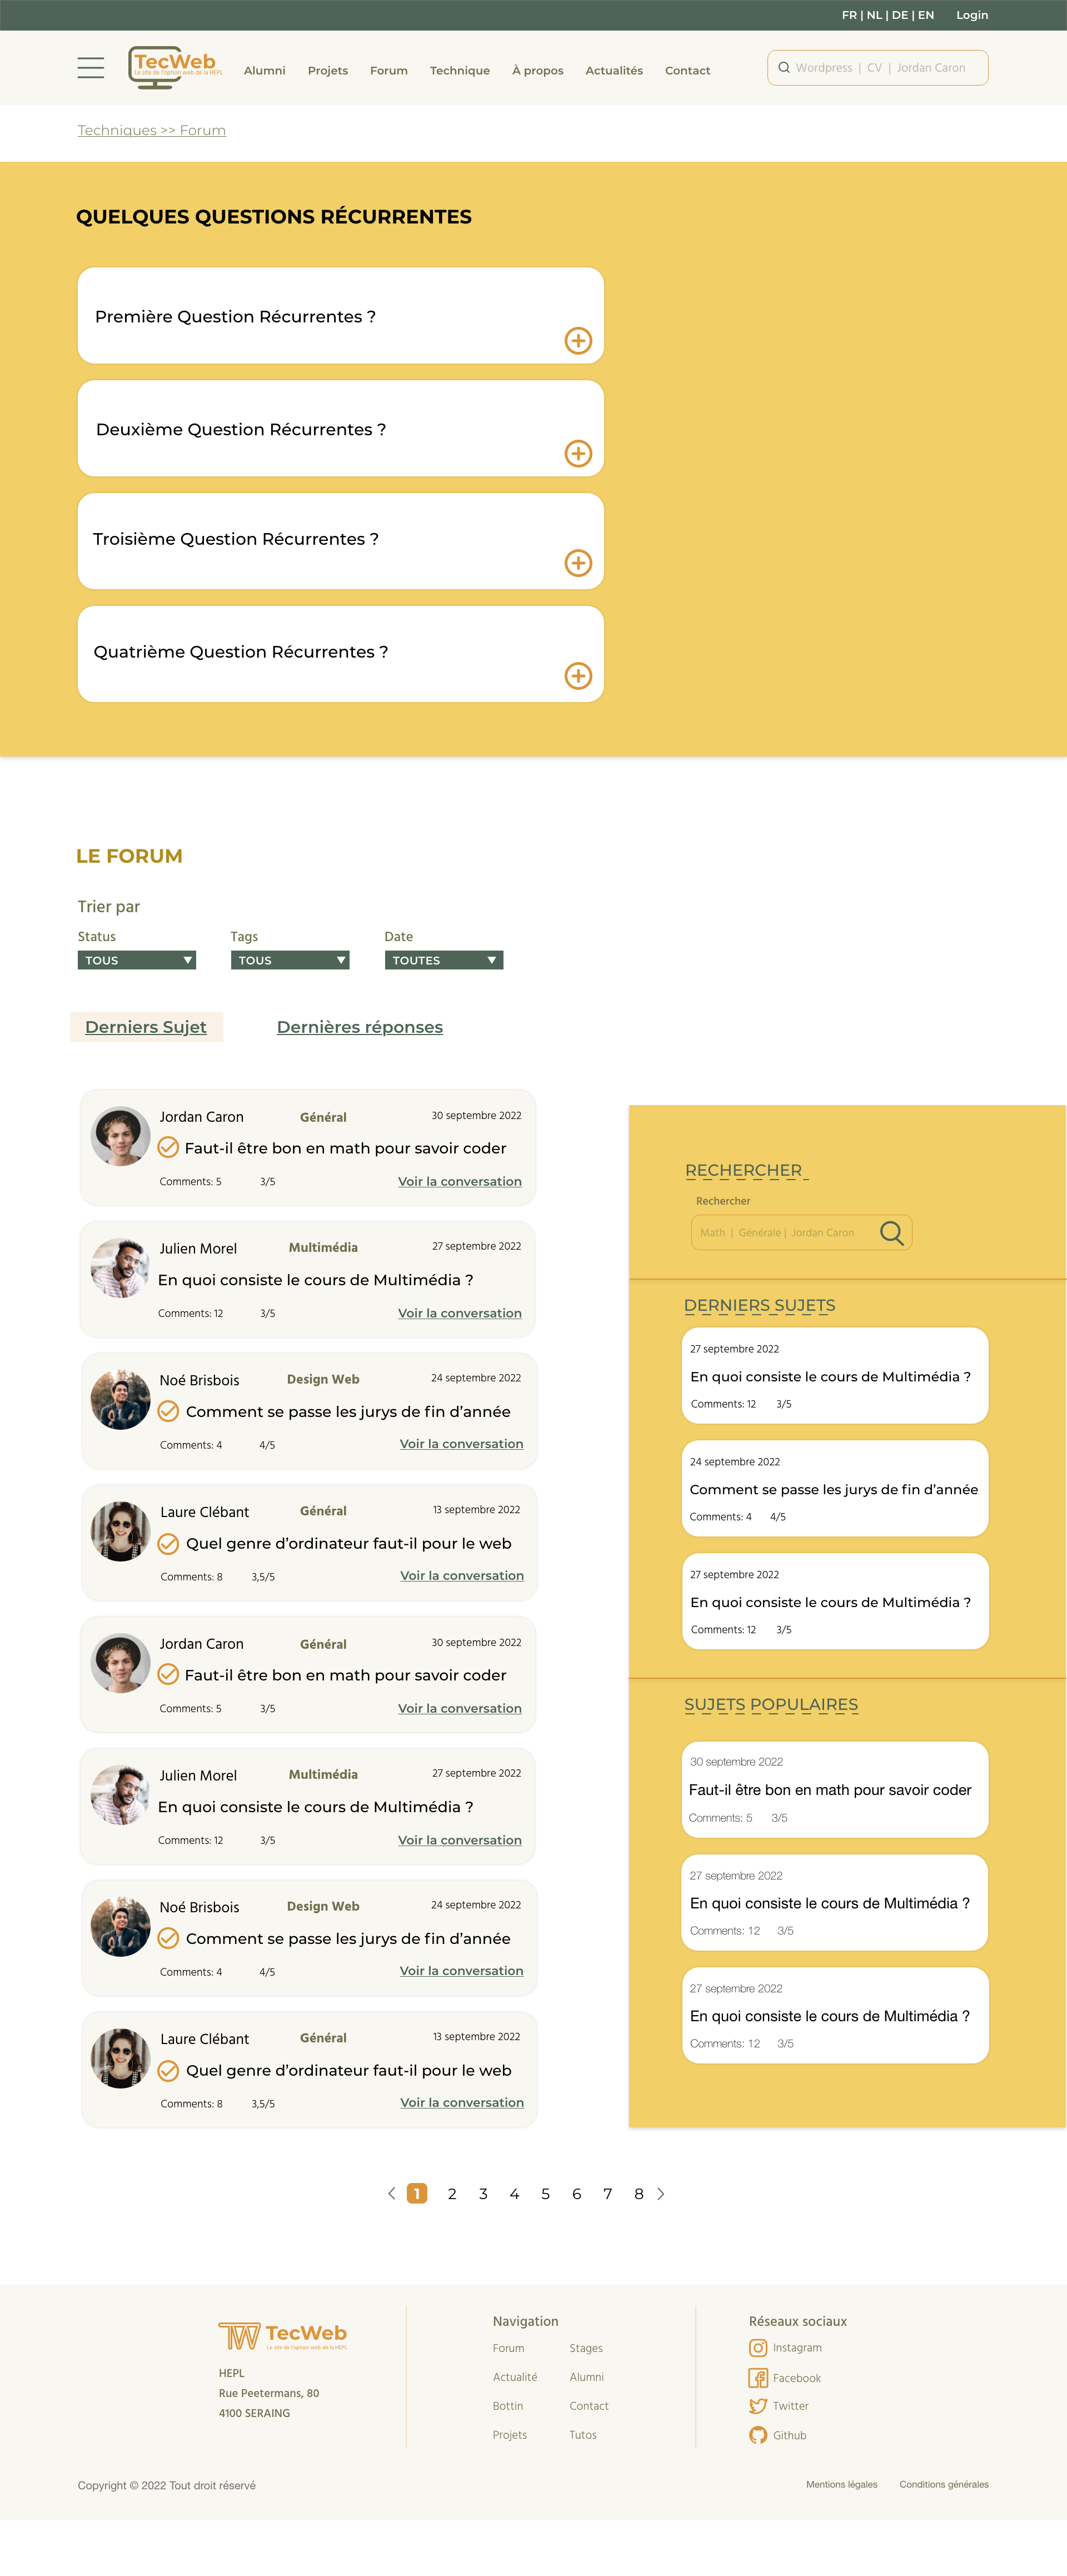 FR | NL | DE | EN Login
TecWeb
Le site de l'option web de la HEPL
Alumni Projets Forum Technique À propos Actualités Contact
Wordpress | CV | Jordan Caron
Techniques >> Forum
QUELQUES QUESTIONS RÉCURRENTES
Première Question Récurrentes ?
Deuxième Question Récurrentes ?
Troisième Question Récurrentes ?
Quatrième Question Récurrentes ?
LE FORUM
Trier par
Status Tags Date
TOUS TOUS TOUTES
Derniers Sujet Dernières réponses
Jordan Caron Général 30 septembre 2022
Faut-il être bon en math pour savoir coder
Comments: 5 3/5 Voir la conversation
Julien Morel Multimédia 27 septembre 2022
En quoi consiste le cours de Multimédia ?
Comments: 12 3/5 Voir la conversation
Noé Brisbois Design Web 24 septembre 2022
Comment se passe les jurys de fin d'année
Comments: 4 4/5 Voir la conversation
Laure Clébant Général 13 septembre 2022
Quel genre d'ordinateur faut-il pour le web
Comments: 8 3,5/5 Voir la conversation
Jordan Caron Général 30 septembre 2022
Faut-il être bon en math pour savoir coder
Comments: 5 3/5 Voir la conversation
Julien Morel Multimédia 27 septembre 2022
En quoi consiste le cours de Multimédia ?
Comments: 12 3/5 Voir la conversation
Noé Brisbois Design Web 24 septembre 2022
Comment se passe les jurys de fin d'année
Comments: 4 4/5 Voir la conversation
Laure Clébant Général 13 septembre 2022
Quel genre d'ordinateur faut-il pour le web
Comments: 8 3,5/5 Voir la conversation
RECHERCHER
Rechercher
Math | Générale | Jordan Caron
DERNIERS SUJETS
27 septembre 2022
En quoi consiste le cours de Multimédia ?
Comments: 12 3/5
24 septembre 2022
Comment se passe les jurys de fin d'année
Comments: 4 4/5
27 septembre 2022
En quoi consiste le cours de Multimédia ?
Comments: 12 3/5
SUJETS POPULAIRES
30 septembre 2022
Faut-il être bon en math pour savoir coder
Comments: 5 3/5
27 septembre 2022
En quoi consiste le cours de Multimédia ?
Comments: 12 3/5
27 septembre 2022
En quoi consiste le cours de Multimédia ?
Comments: 12 3/5
1 2 3 4 5 6 7 8
TW TecWeb
Le site de l'option web de la HEPL
HEPL
Rue Peetermans, 80
4100 SERAING
Navigation
Forum Stages
Actualité Alumni
Bottin Contact
Projets Tutos
Réseaux sociaux
Instagram
Facebook
Twitter
Github
Copyright © 2022 Tout droit réservé
Mentions légales Conditions générales